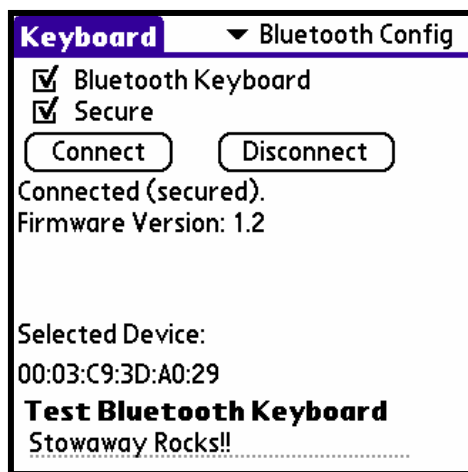 Keyboard Bluetooth Config
Bluetooth Keyboard
Secure
Connect Disconnect
Connected (secured).
Firmware Version: 1.2
Selected Device:
00:03:C9:3D:A0:29
Test Bluetooth Keyboard
Stowaway Rocks!!